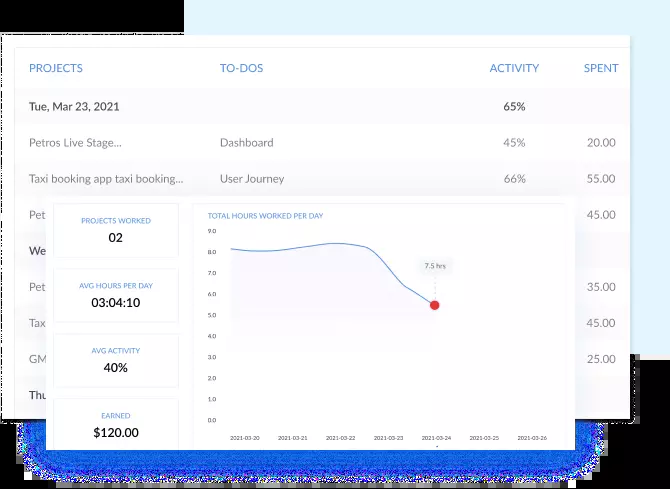 PROJECTS TO-DOS ACTIVITY SPENT
Tue, Mar 23, 2021 65%
Petros Live Stage... Dashboard 45% 20.00
Taxi booking app taxi booking... User Journey 66% 55.00
Pet 45.00
We
Pet 35.00
Tax 45.00
GM 25.00
Thu
PROJECTS WORKED
02
AVG HOURS PER DAY
03:04:10
AVG ACTIVITY
40%
EARNED
$120.00
TOTAL HOURS WORKED PER DAY
9.0
8.0
7.0
6.0
5.0
4.0
3.0
2.0
1.0
0.0
7.5 hrs
2021-03-20 2021-03-21 2021-03-22 2021-03-23 2021-03-24 2021-03-25 2021-03-26